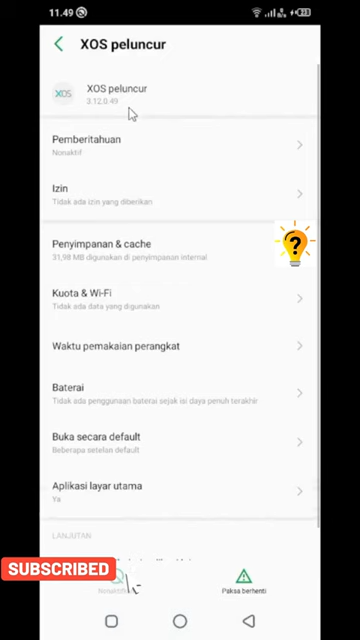 11.49
XOS peluncur
XOS
XOS peluncur
3.12.0.49
Pemberitahuan
Nonaktif
Izin
Tidak ada izin yang diberikan
Penyimpanan & cache
31,98 MB digunakan di penyimpanan internal
?
Kuota & Wi-Fi
Tidak ada data yang digunakan
Waktu pemakaian perangkat
Baterai
Tidak ada penggunaan baterai sejak isi daya penuh terakhir
Buka secara default
Beberapa setelan default
Aplikasi layar utama
Ya
LANJUTAN
SUBSCRIBED
Paksa berhenti